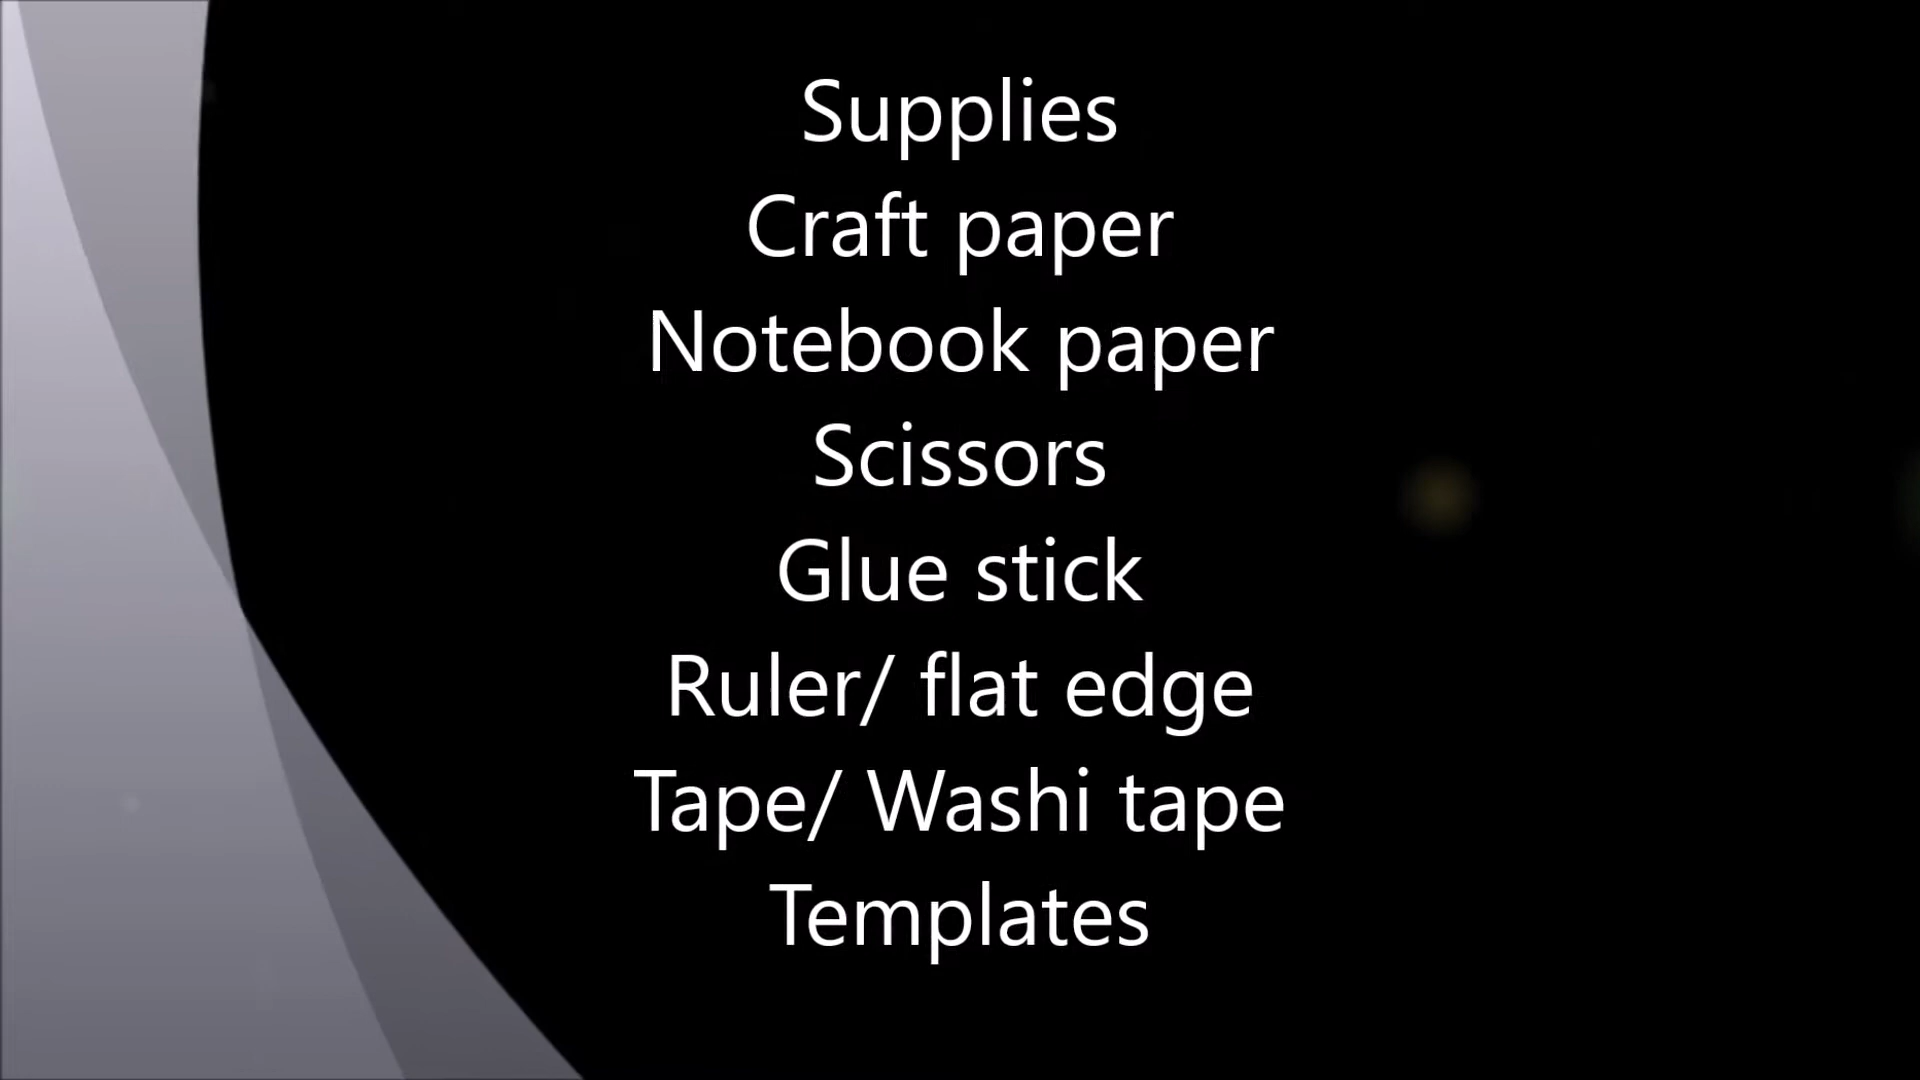 Supplies
Craft paper
Notebook paper
Scissors
Glue stick
Ruler/ flat edge
Tape/ Washi tape
Templates